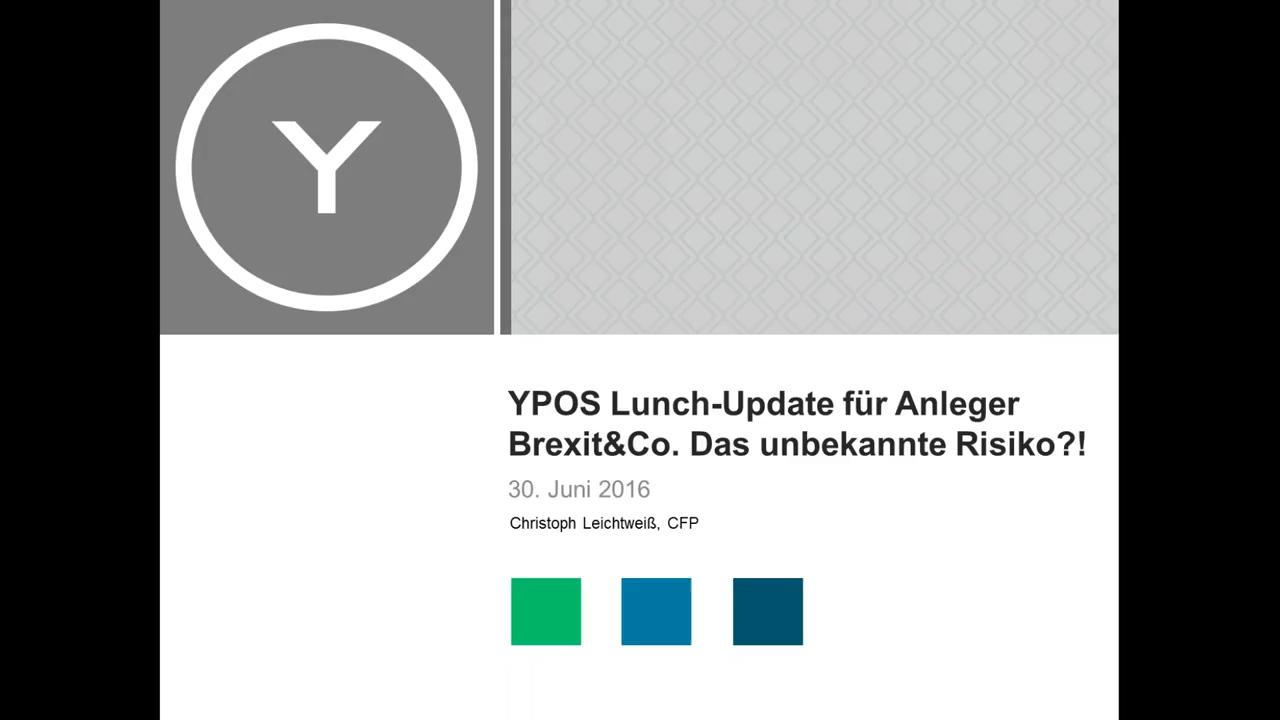 Y
YPOS Lunch-Update für Anleger
Brexit&Co. Das unbekannte Risiko?!
30. Juni 2016
Christoph Leichtweiß, CFP